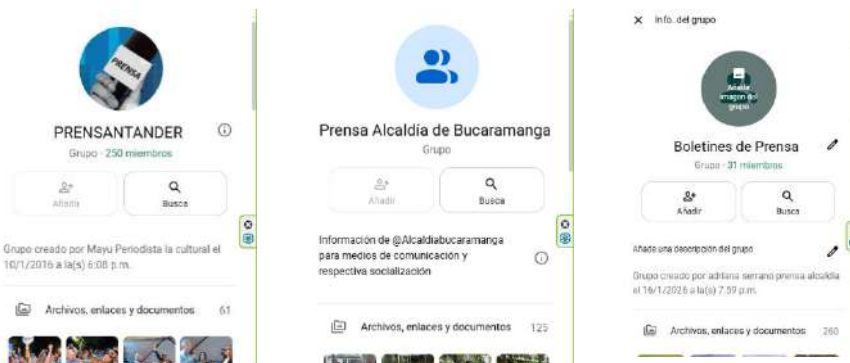 PRENSA
PRENSANTANDER
Grupo · 250 miembros
Añadir
Busca
Grupo creado por Mayu Periodista la cultural el
10/1/2016 a la(s) 6:08 p.m.
Archivos, enlaces y documentos 61
Prensa Alcaldía de Bucaramanga
Grupo
Añadir
Busca
Información de @Alcaldiabucaramanga
para medios de comunicación y
respectiva socialización
Archivos, enlaces y documentos 125
Info. del grupo
Añadir
imagen del
grupo
Boletines de Prensa
Grupo · 31 miembros
Añadir
Busca
Añade una descripción del grupo
Grupo creado por adriana serrano prensa alcaldia
el 16/1/2026 a la(s) 7:59 p.m.
Archivos, enlaces y documentos 260